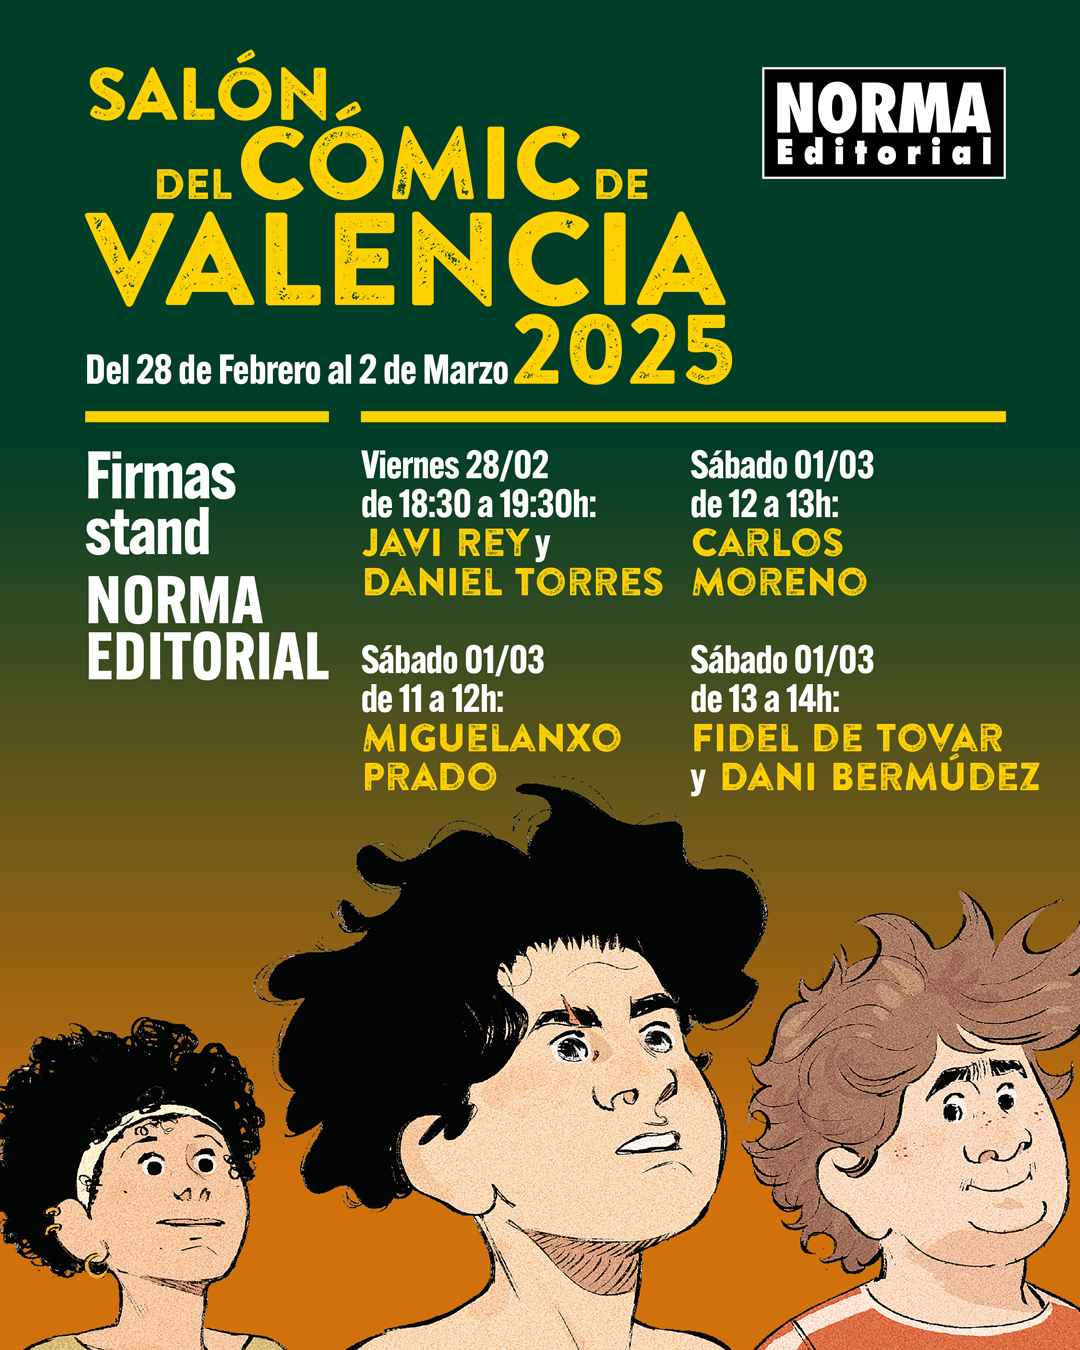 SALÓN
DEL CÓMIC DE
VALENCIA
Del 28 de Febrero al 2 de Marzo 2025
NORMA
Editorial
Firmas
stand
NORMA
EDITORIAL
Viernes 28/02
de 18:30 a 19:30h:
JAVI REY y
DANIEL TORRES
Sábado 01/03
de 12 a 13h:
CARLOS
MORENO
Sábado 01/03
de 11 a 12h:
MIGUELANXO
PRADO
Sábado 01/03
de 13 a 14h:
FIDEL DE TOVAR
y DANI BERMÚDEZ